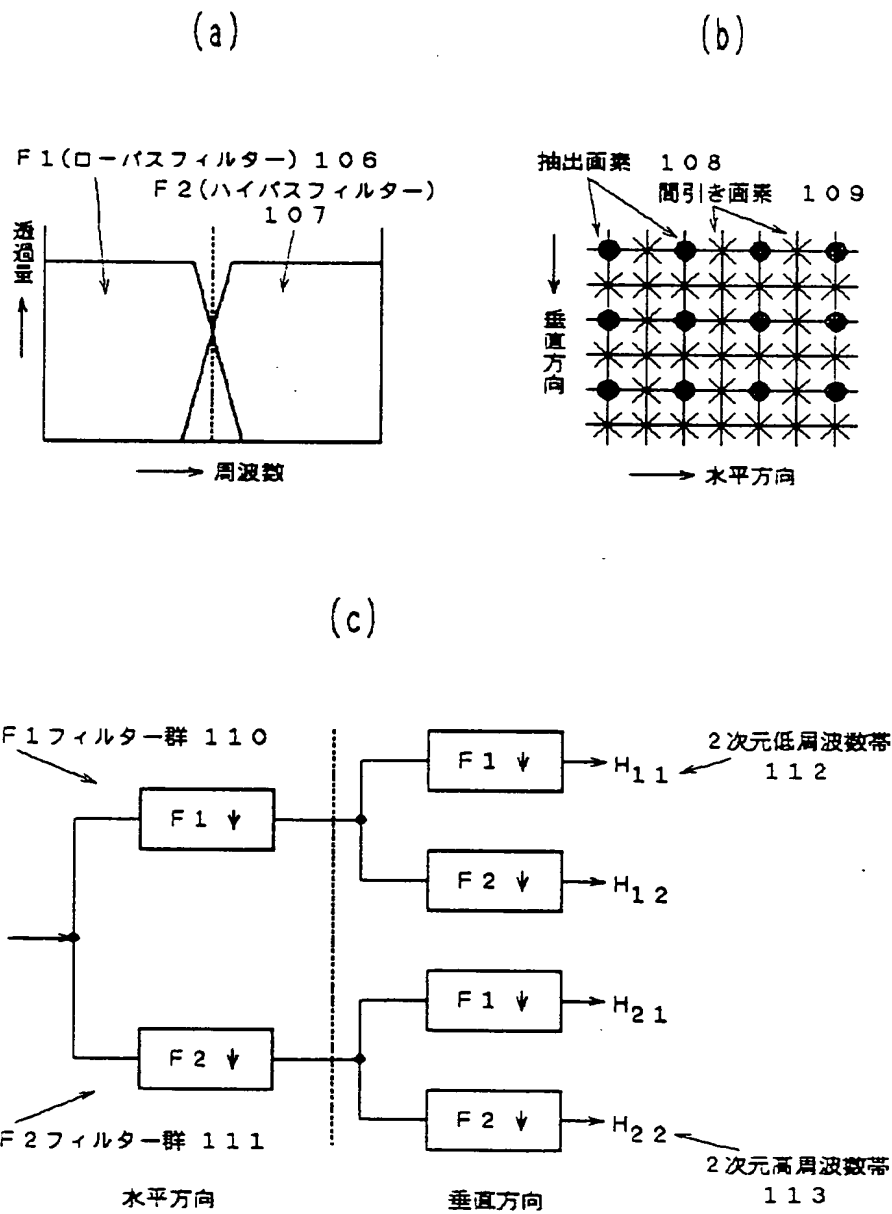 (a)
F1(ローパスフィルター) 106
F2(ハイパスフィルター)
107
透過量
周波数
(b)
抽出画素 108
間引き画素 109
垂直方向
水平方向
(c)
F1フィルター群 110
F1↓
F2↓
F2フィルター群 111
水平方向
F1↓
H11
F2↓
H12
F1↓
H21
F2↓
H22
垂直方向
2次元低周波数帯
112
2次元高周波数帯
113